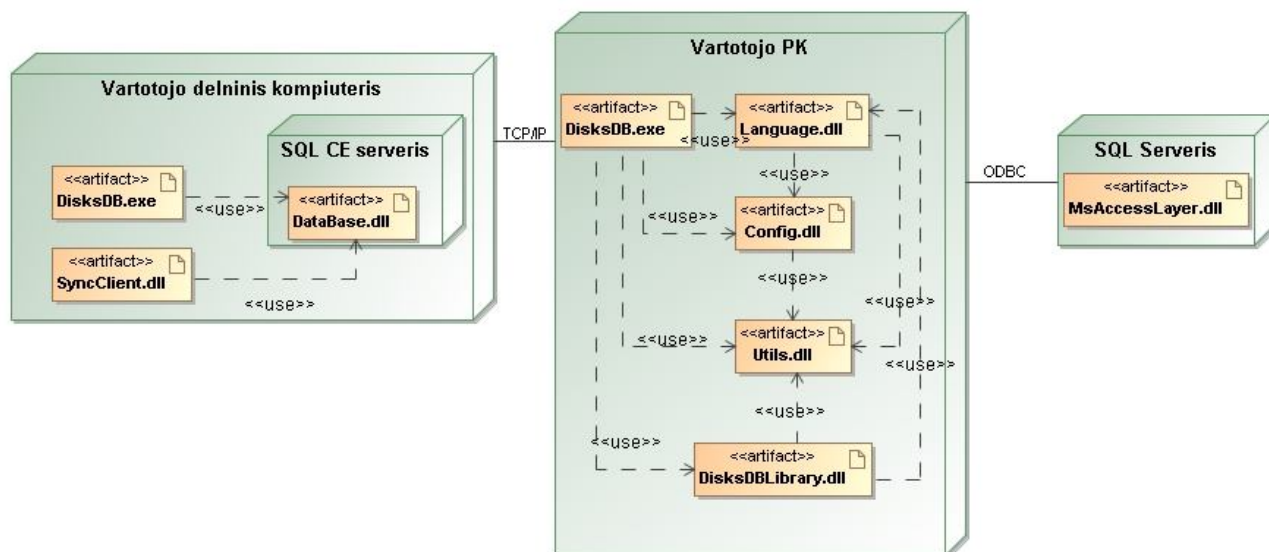 Vartotojo delninis kompiuteris
SQL CE serveris
<<artifact>>
DisksDB.exe
<<use>>
<<artifact>>
DataBase.dll
<<artifact>>
SyncClient.dll
<<use>>
TCP/IP
Vartotojo PK
<<artifact>>
DisksDB.exe
<<use>>
<<artifact>>
Language.dll
<<use>>
<<artifact>>
Config.dll
<<use>>
<<use>>
<<use>>
<<artifact>>
Utils.dll
<<use>>
<<use>>
<<use>>
<<use>>
<<artifact>>
DisksDBLibrary.dll
ODBC
SQL Serveris
<<artifact>>
MsAccessLayer.dll